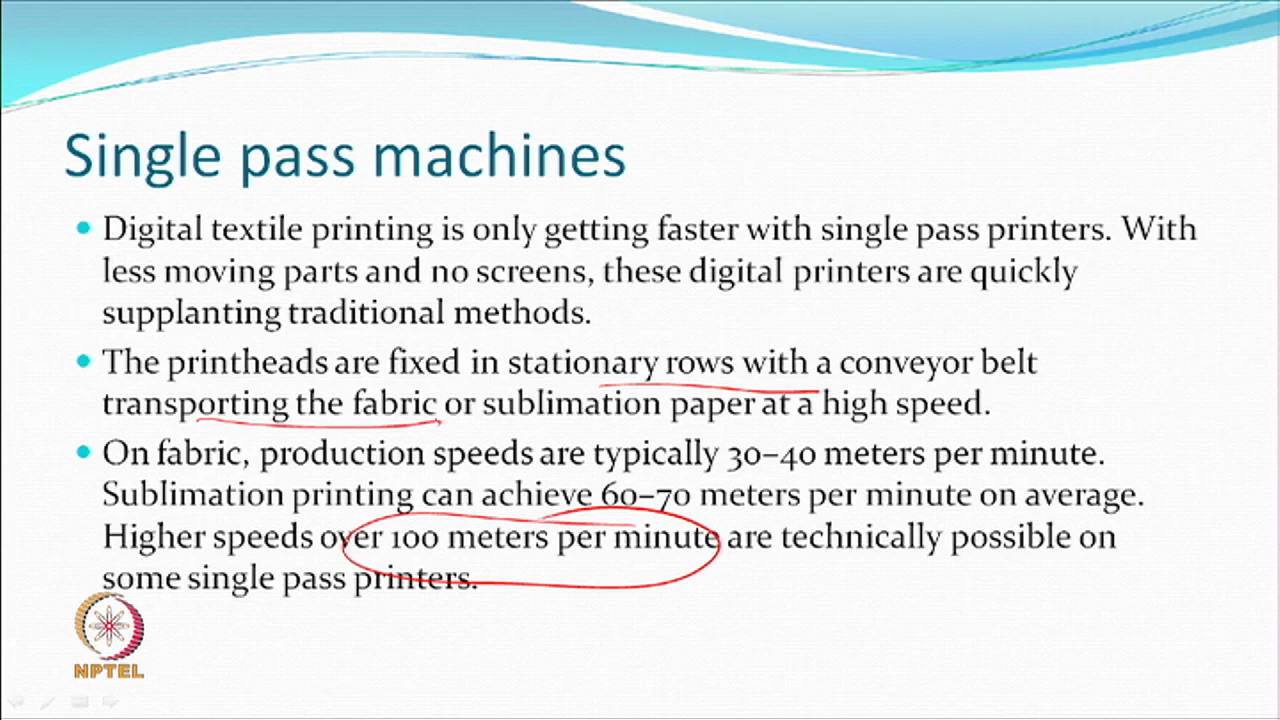 Single pass machines
• Digital textile printing is only getting faster with single pass printers. With
less moving parts and no screens, these digital printers are quickly
supplanting traditional methods.
• The printheads are fixed in stationary rows with a conveyor belt
transporting the fabric or sublimation paper at a high speed.
• On fabric, production speeds are typically 30–40 meters per minute.
Sublimation printing can achieve 60–70 meters per minute on average.
Higher speeds over 100 meters per minute are technically possible on
some single pass printers.
NPTEL